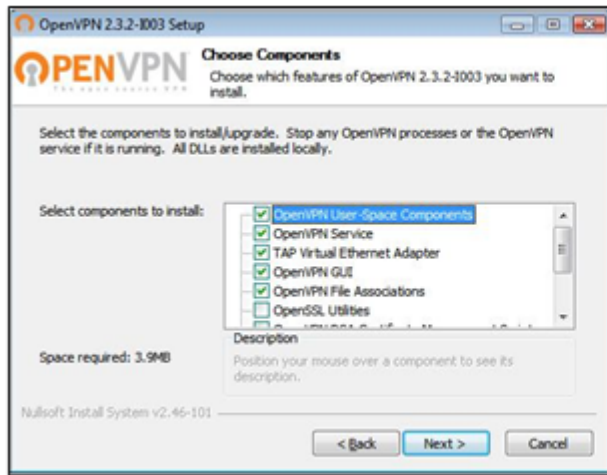 OpenVPN 2.3.2-I003 Setup
OPENVPN
The open source VPN
Choose Components
Choose which features of OpenVPN 2.3.2-I003 you want to
install.
Select the components to install/upgrade. Stop any OpenVPN processes or the OpenVPN
service if it is running. All DLLs are installed locally.
Select components to install:
OpenVPN User-Space Components
OpenVPN Service
TAP Virtual Ethernet Adapter
OpenVPN GUI
OpenVPN File Associations
OpenSSL Utilities
Space required: 3.9MB
Description
Position your mouse over a component to see its
description.
Nullsoft Install System v2.46-101
< Back
Next >
Cancel